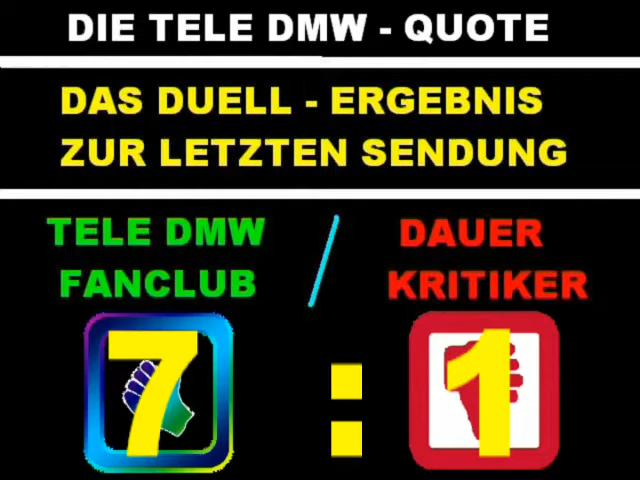 DIE TELE DMW - QUOTE
DAS DUELL - ERGEBNIS
ZUR LETZTEN SENDUNG
TELE DMW / DAUER
FANCLUB KRITIKER
7 : 1